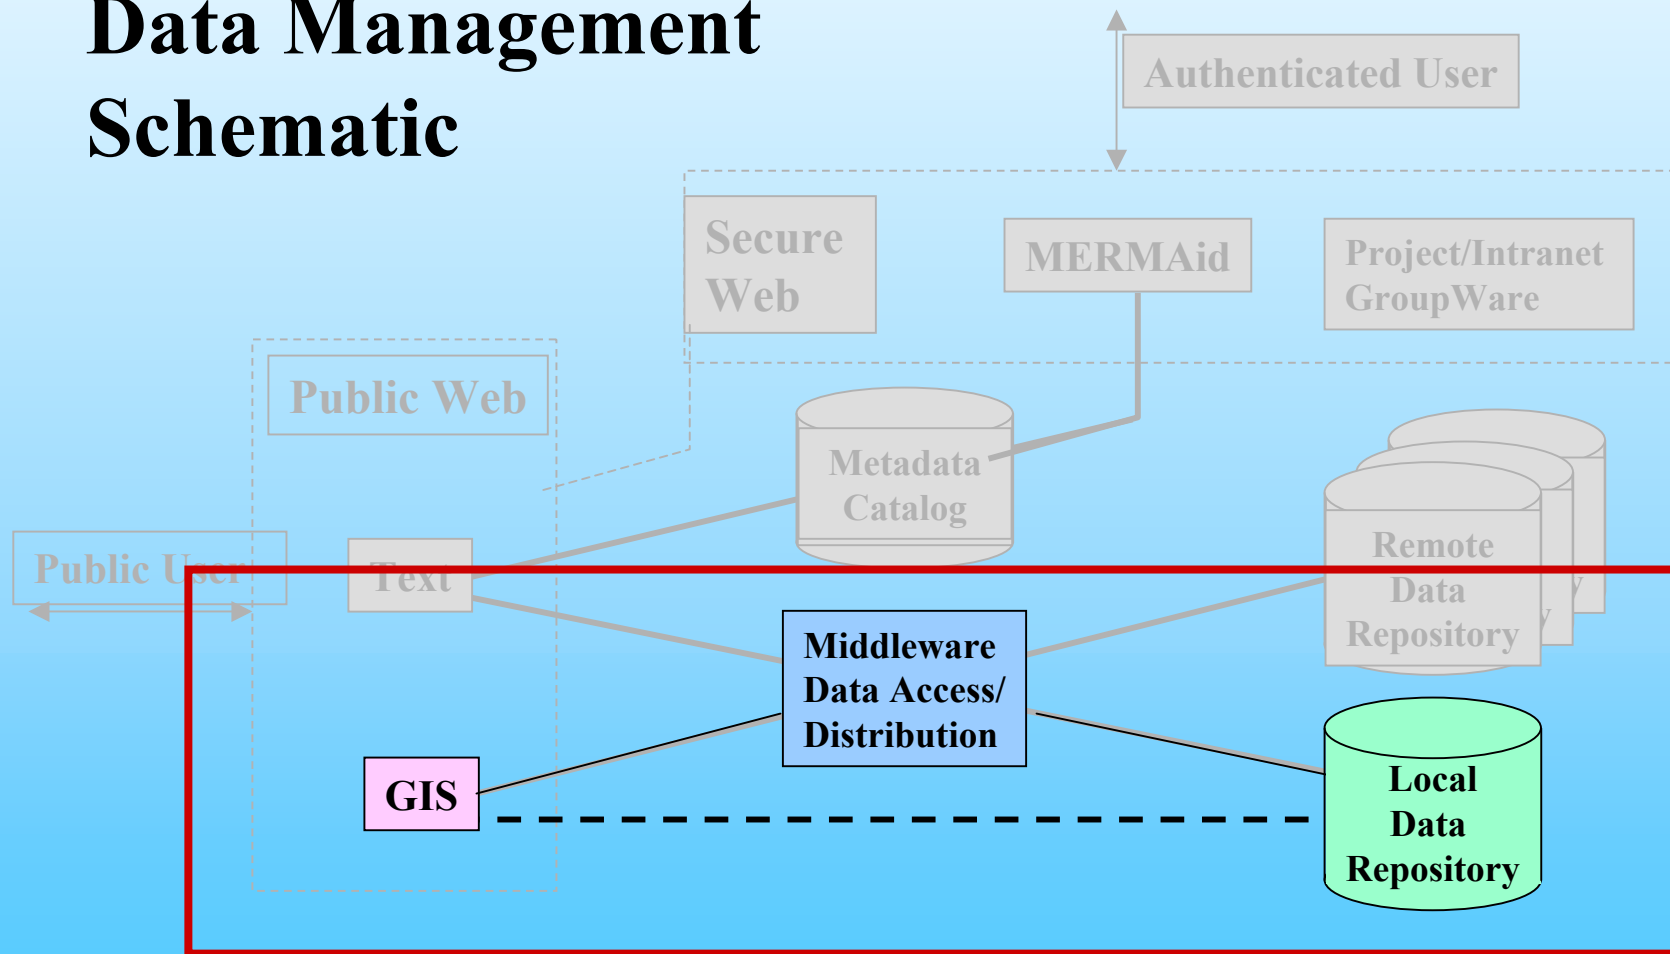 Data Management
Schematic
Authenticated User
Secure
Web
MERMAid
Project/Intranet
GroupWare
Public Web
Metadata
Catalog
Public User
Text
Remote
Data
Repository
y
y
Middleware
Data Access/
Distribution
GIS
Local
Data
Repository